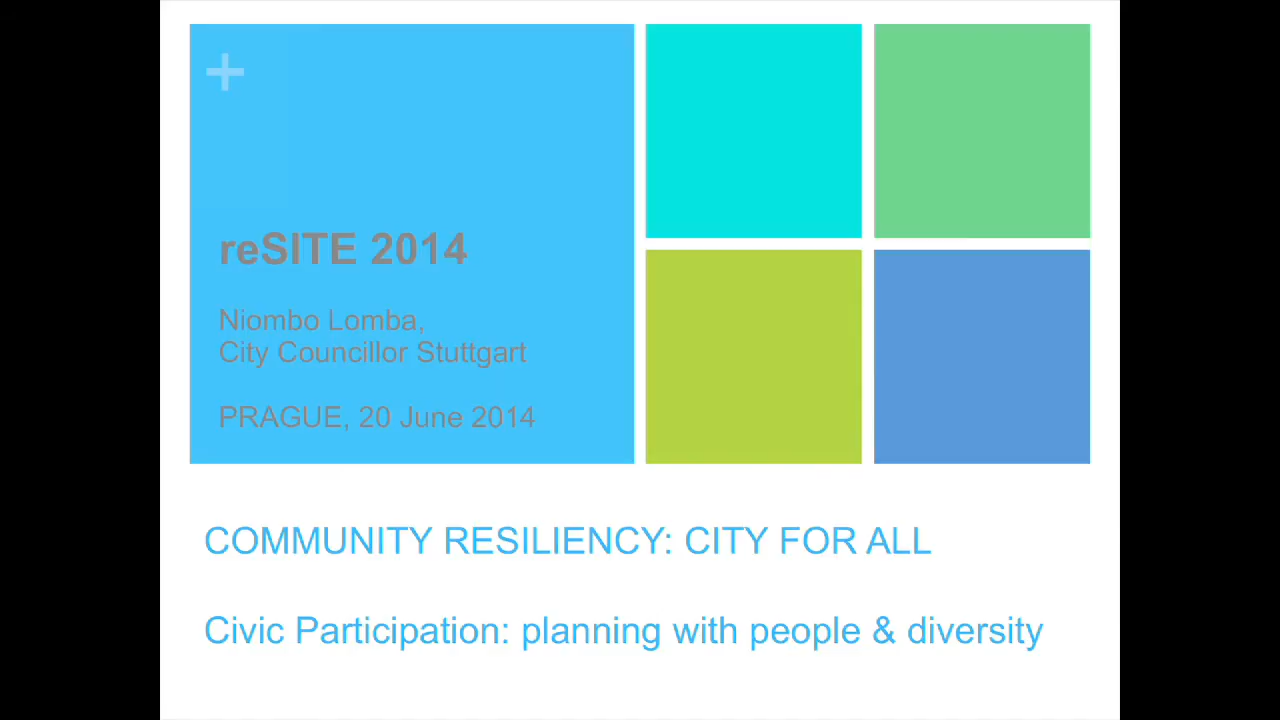 +
reSITE 2014
Niombo Lomba,
City Councillor Stuttgart
PRAGUE, 20 June 2014
COMMUNITY RESILIENCY: CITY FOR ALL
Civic Participation: planning with people & diversity